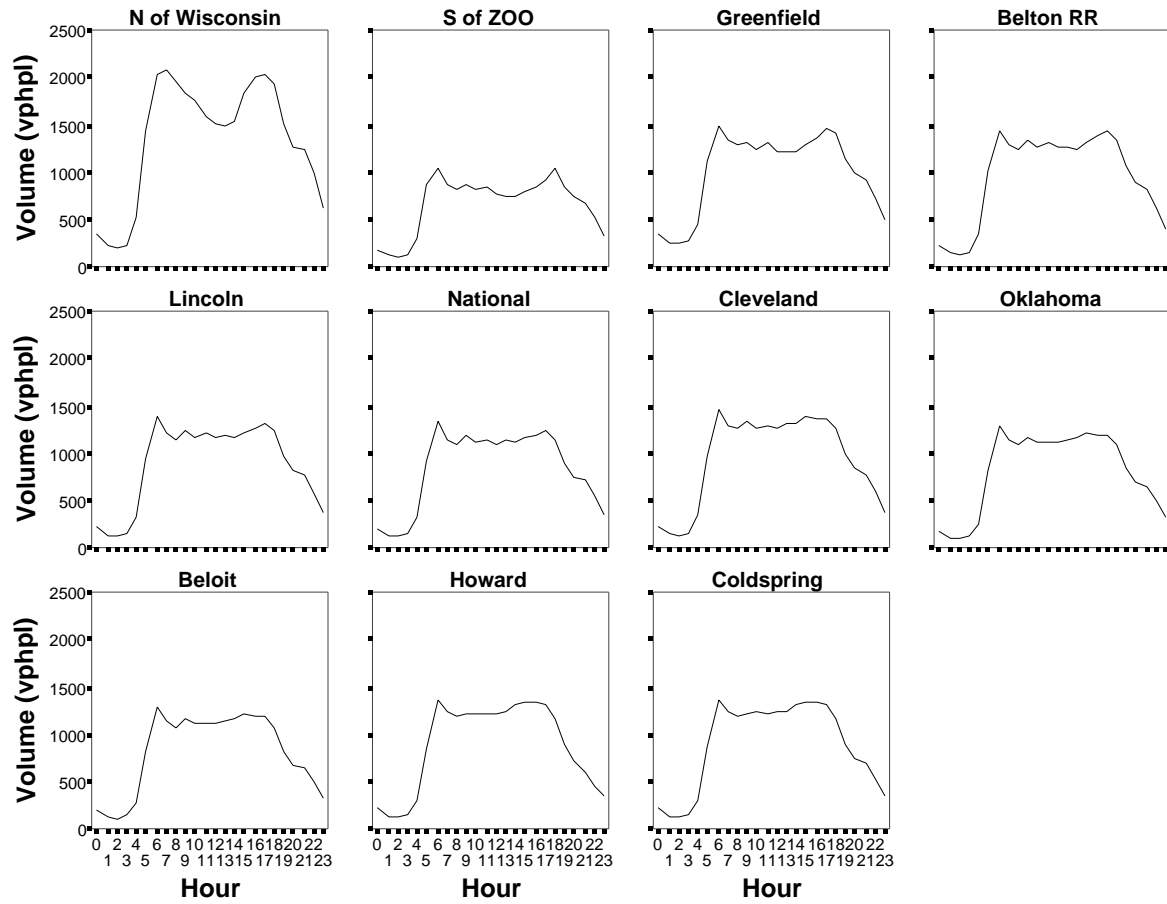 N of Wisconsin S of ZOO Greenfield Belton RR
Volume (vphpl)
2500
2000
1500
1000
500
0
Lincoln National Cleveland Oklahoma
Volume (vphpl)
2500
2000
1500
1000
500
0
Beloit Howard Coldspring
Volume (vphpl)
2500
2000
1500
1000
500
0
0 2 4 6 8 10 12 14 16 18 20 22 0 2 4 6 8 10 12 14 16 18 20 22 0 2 4 6 8 10 12 14 16 18 20 22
1 3 5 7 9 11 13 15 17 19 21 23 1 3 5 7 9 11 13 15 17 19 21 23 1 3 5 7 9 11 13 15 17 19 21 23
Hour Hour Hour